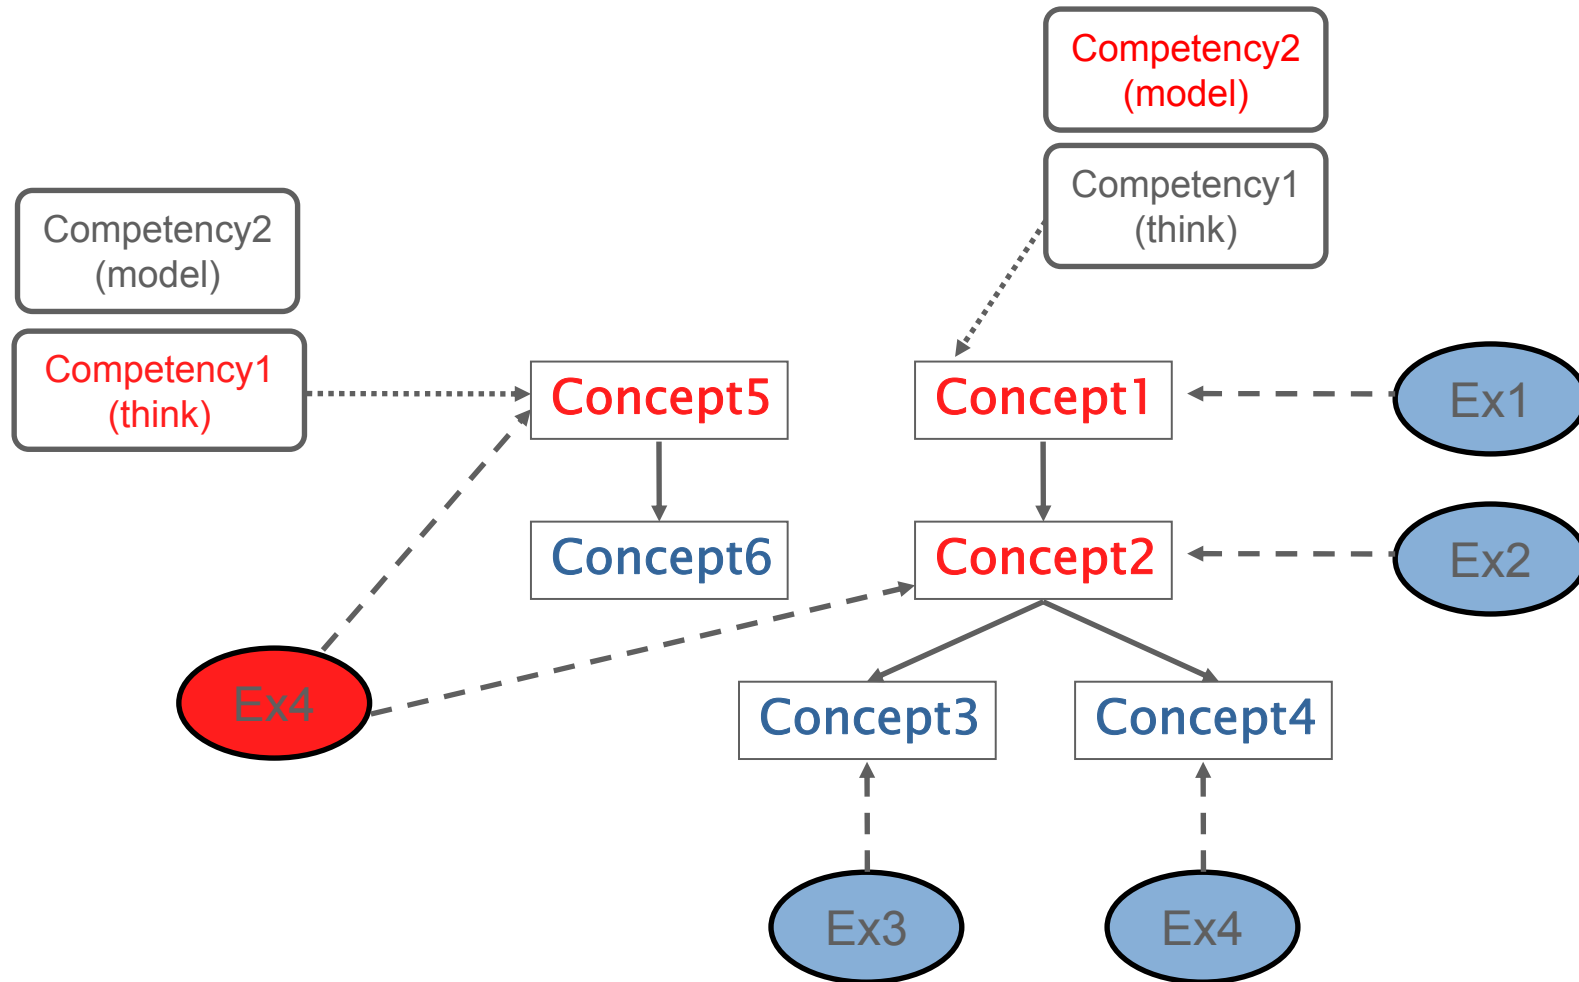 Competency2
(model)
Competency1
(think)
Competency2
(model)
Competency1
(think)
Concept5
Concept1
Ex1
Concept6
Concept2
Ex2
Ex4
Concept3
Concept4
Ex3
Ex4